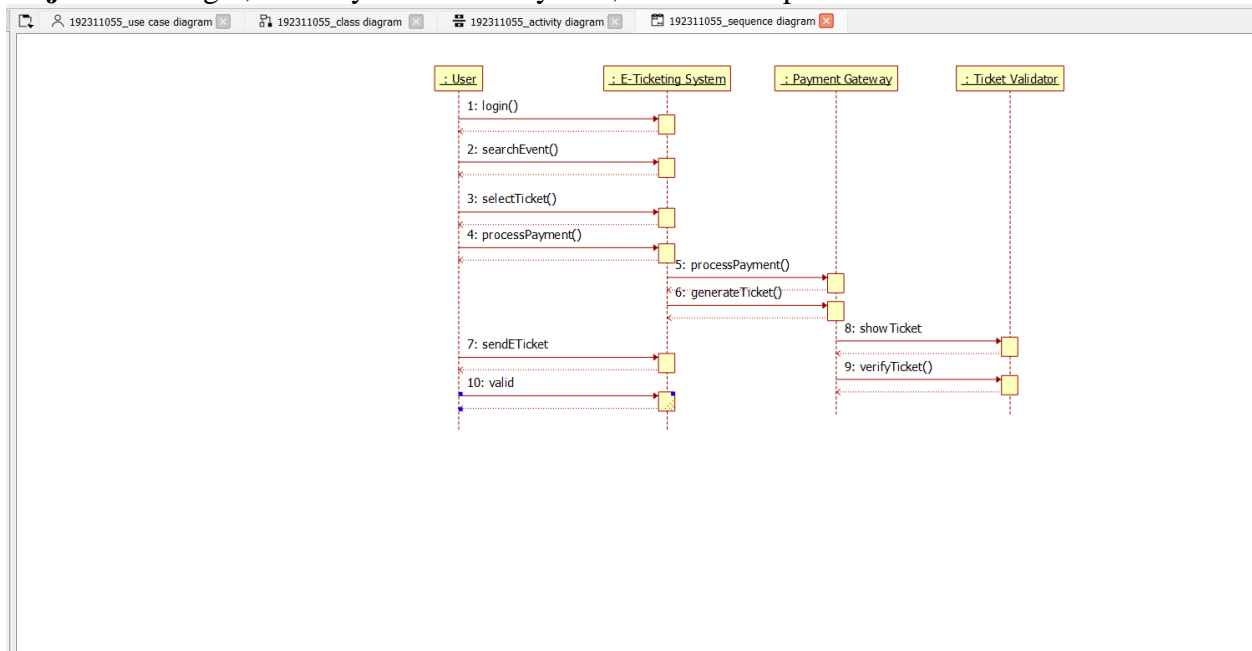 192311055_use case diagram 192311055_class diagram 192311055_activity diagram 192311055_sequence diagram
: User : E-Ticketing System : Payment Gateway : Ticket Validator
1: login()
2: searchEvent()
3: selectTicket()
4: processPayment()
5: processPayment()
6: generateTicket()
8: showTicket
7: sendETicket
9: verifyTicket()
10: valid